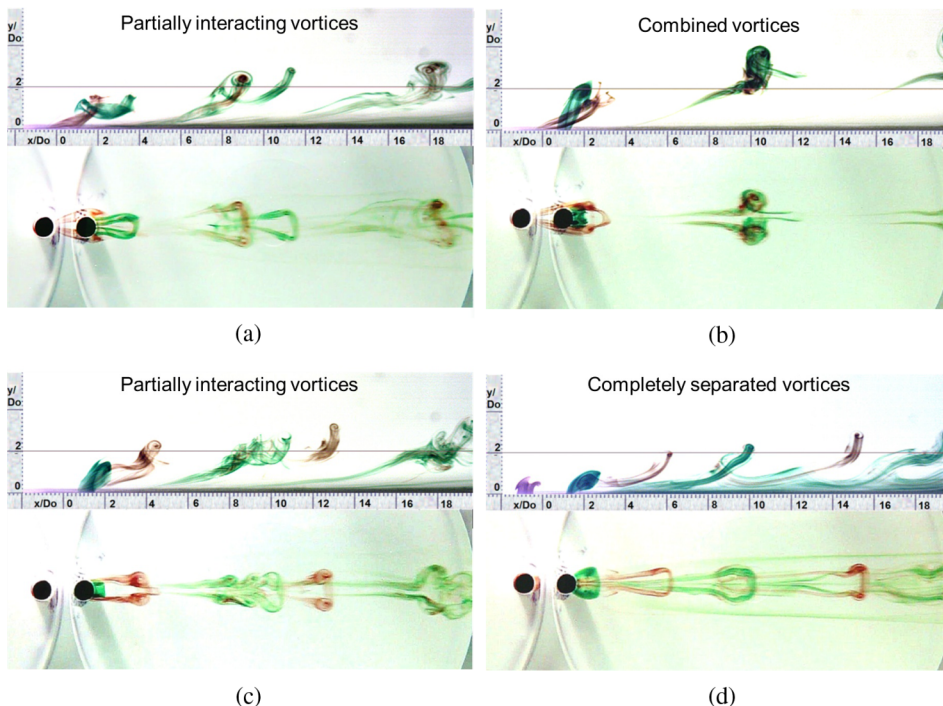 Partially interacting vortices
y/
Do
2
0
x/Do 0 2 4 6 8 10 12 14 16 18
(a)
Combined vortices
y/
Do
2
0
x/Do 0 2 4 6 8 10 12 14 16 18
(b)
Partially interacting vortices
y/
Do
2
0
x/Do 0 2 4 6 8 10 12 14 16 18
(c)
Completely separated vortices
y/
Do
2
0
x/Do 0 2 4 6 8 10 12 14 16 18
(d)